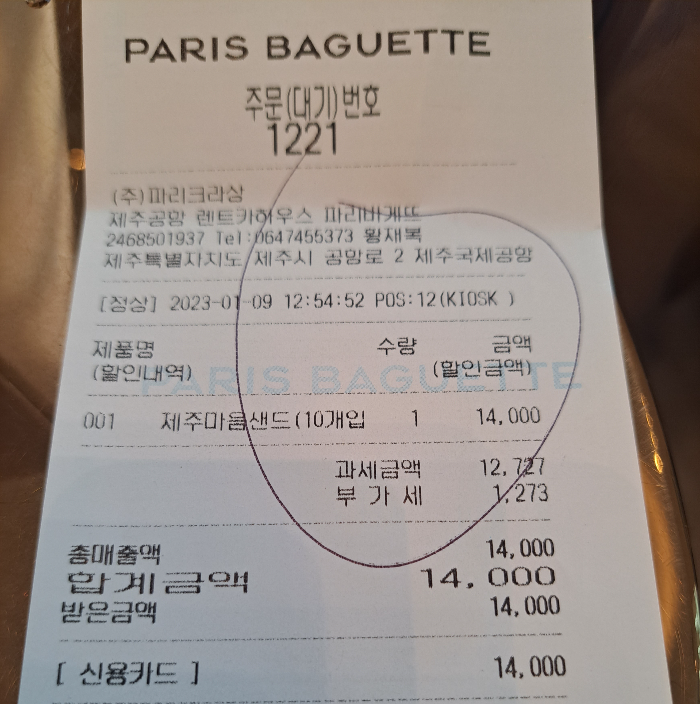 PARIS BAGUETTE
주문(대기)번호
1221
(주)파리크라상
제주공항 렌트카하우스 파리바게뜨
2468501937 Tel:0647455373 황재복
제주특별자치도 제주시 공항로 2 제주국제공항
[정상] 2023-01-09 12:54:52 POS:12(KIOSK )
제품명 수량 금액
(할인내역) (할인금액)
PARIS BAGUETTE
001 제주마음샌드(10개입 1 14,000
과세금액 12,727
부 가 세 1,273
총매출액 14,000
합계금액 14,000
받은금액 14,000
[ 신용카드 ] 14,000